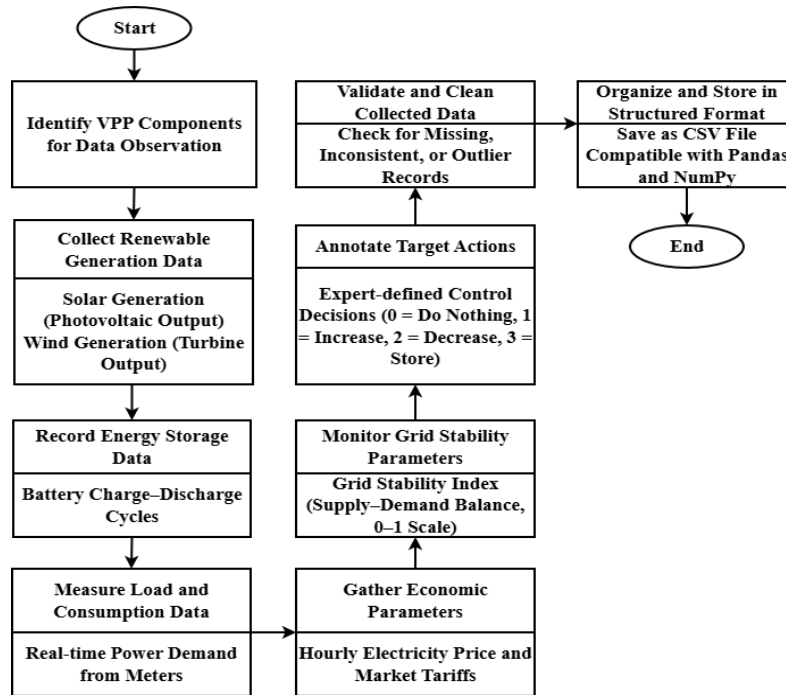 Start
Identify VPP Components
for Data Observation
Collect Renewable
Generation Data
Solar Generation
(Photovoltaic Output)
Wind Generation (Turbine
Output)
Record Energy Storage
Data
Battery Charge–Discharge
Cycles
Measure Load and
Consumption Data
Real-time Power Demand
from Meters
Gather Economic
Parameters
Hourly Electricity Price and
Market Tariffs
Monitor Grid Stability
Parameters
Grid Stability Index
(Supply–Demand Balance,
0–1 Scale)
Annotate Target Actions
Expert-defined Control
Decisions (0 = Do Nothing, 1
= Increase, 2 = Decrease, 3 =
Store)
Validate and Clean
Collected Data
Check for Missing,
Inconsistent, or Outlier
Records
Organize and Store in
Structured Format
Save as CSV File
Compatible with Pandas
and NumPy
End